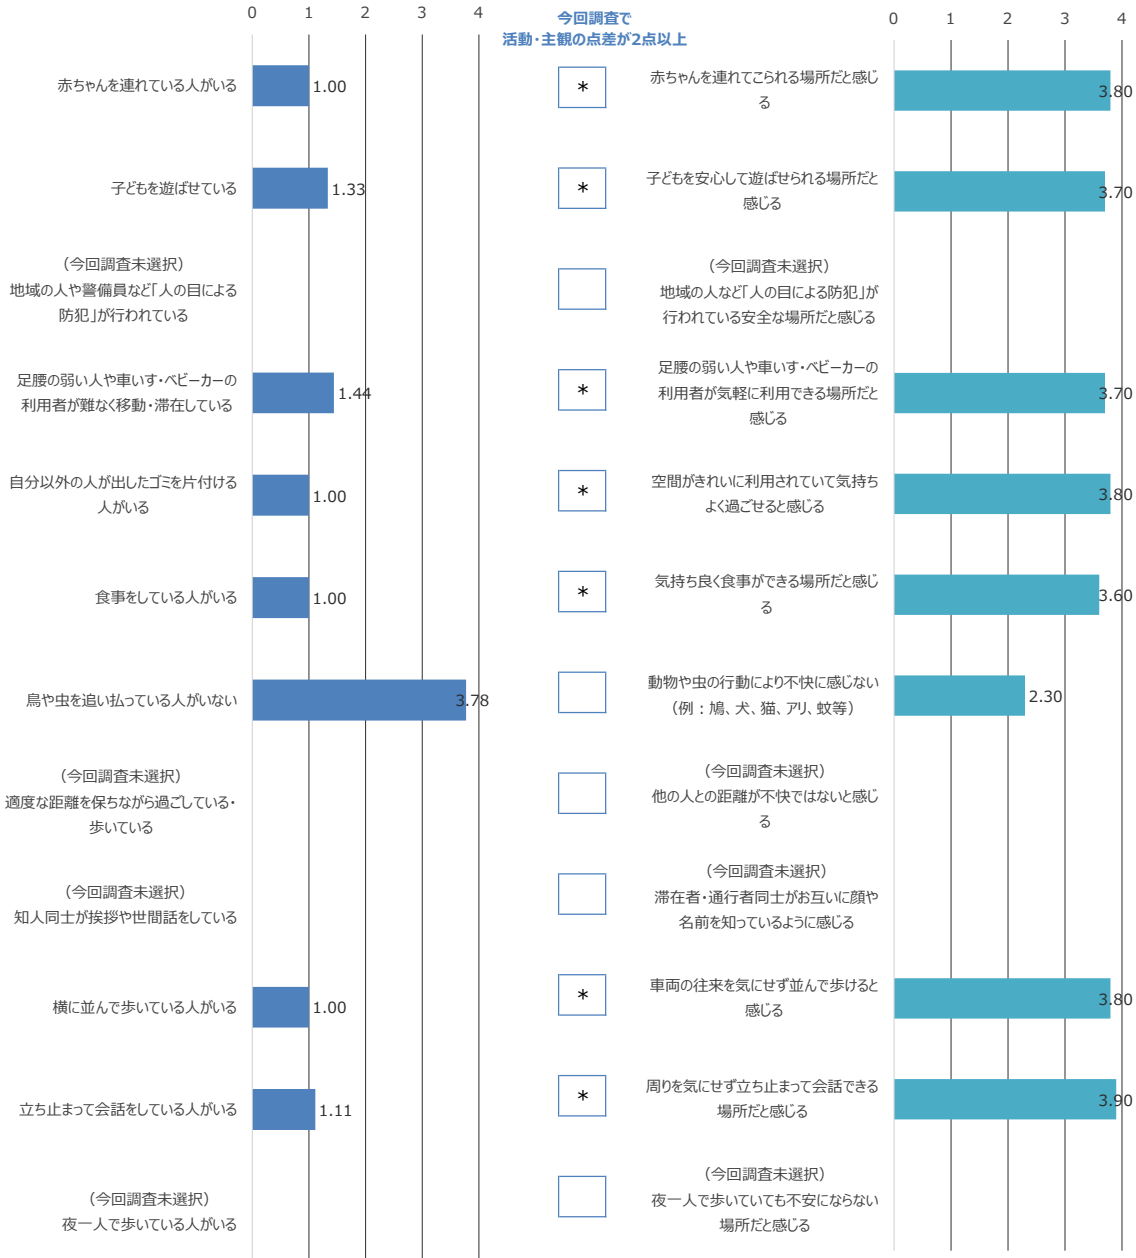 0 1 2 3 4
今回調査で
活動・主観の点差が2点以上
0 1 2 3 4
赤ちゃんを連れている人がいる
1.00
*
赤ちゃんを連れてこられる場所だと感じ
る
3.80
子どもを遊ばせている
1.33
*
子どもを安心して遊ばせられる場所だと
感じる
3.70
（今回調査未選択）
地域の人や警備員など「人の目による
防犯」が行われている
（今回調査未選択）
地域の人など「人の目による防犯」が
行われている安全な場所だと感じる
足腰の弱い人や車いす・ベビーカーの
利用者が難なく移動・滞在している
1.44
*
足腰の弱い人や車いす・ベビーカーの
利用者が気軽に利用できる場所だと
感じる
3.70
自分以外の人が出したゴミを片付ける
人がいる
1.00
*
空間がきれいに利用されていて気持ち
よく過ごせると感じる
3.80
食事をしている人がいる
1.00
*
気持ち良く食事ができる場所だと感じ
る
3.60
鳥や虫を追い払っている人がいない
3.78
動物や虫の行動により不快に感じない
（例：鳩、犬、猫、アリ、蚊等）
2.30
（今回調査未選択）
適度な距離を保ちながら過ごしている・
歩いている
（今回調査未選択）
他の人との距離が不快ではないと感じ
る
（今回調査未選択）
知人同士が挨拶や世間話をしている
（今回調査未選択）
滞在者・通行者同士がお互いに顔や
名前を知っているように感じる
横に並んで歩いている人がいる
1.00
*
車両の往来を気にせず並んで歩けると
感じる
3.80
立ち止まって会話をしている人がいる
1.11
*
周りを気にせず立ち止まって会話できる
場所だと感じる
3.90
（今回調査未選択）
夜一人で歩いている人がいる
（今回調査未選択）
夜一人で歩いていても不安にならない
場所だと感じる